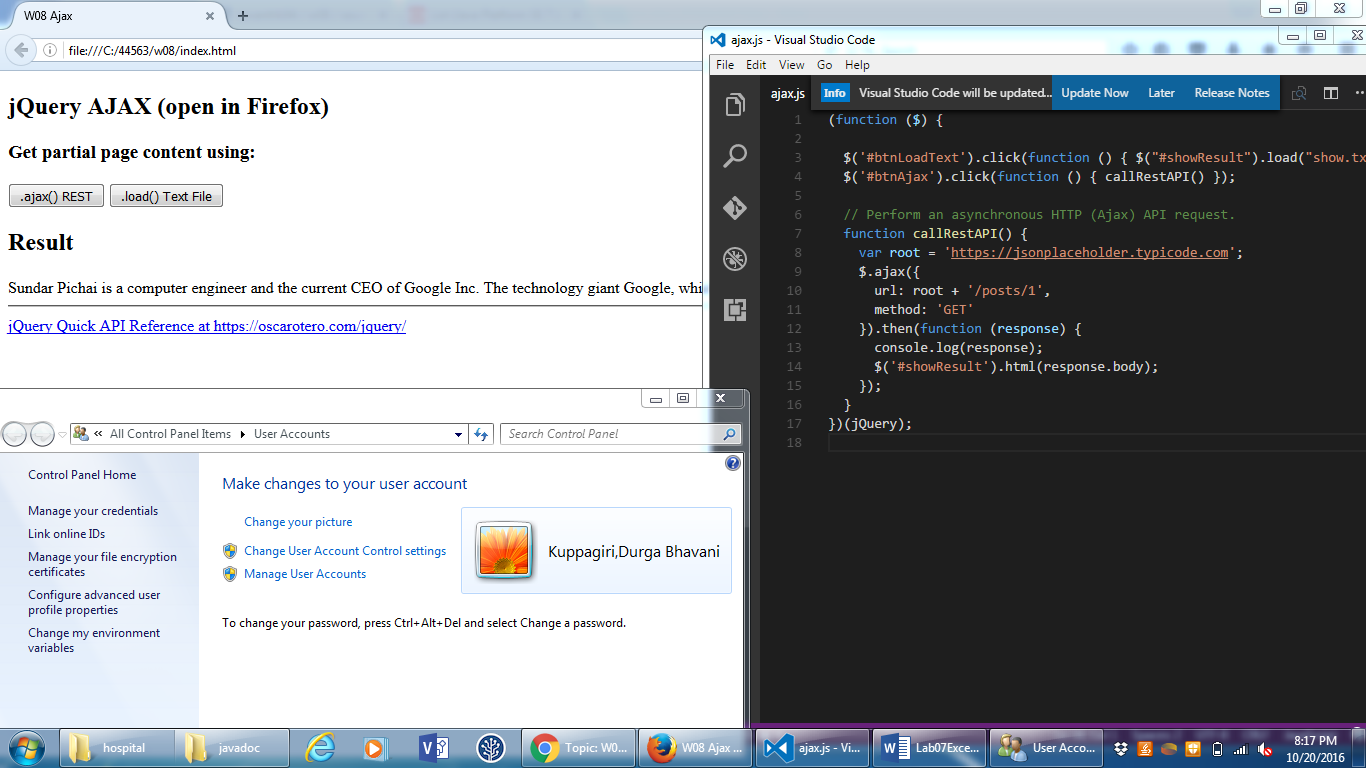 W08 Ajax
file:///C:/44563/w08/index.html
jQuery AJAX (open in Firefox)
Get partial page content using:
.ajax() REST
.load() Text File
Result
Sundar Pichai is a computer engineer and the current CEO of Google Inc. The technology giant Google, whi
jQuery Quick API Reference at https://oscarotero.com/jquery/
ajax.js - Visual Studio Code
File Edit View Go Help
ajax.js
Info Visual Studio Code will be updated... Update Now Later Release Notes
1 (function ($) {
2
3 $('#btnLoadText').click(function () { $("#showResult").load("show.tx
4 $('#btnAjax').click(function () { callRestAPI() });
5
6 // Perform an asynchronous HTTP (Ajax) API request.
7 function callRestAPI() {
8 var root = 'https://jsonplaceholder.typicode.com';
9 $.ajax({
10 url: root + '/posts/1',
11 method: 'GET'
12 }).then(function (response) {
13 console.log(response);
14 $('#showResult').html(response.body);
15 });
16 }
17 })(jQuery);
18
« All Control Panel Items User Accounts
Search Control Panel
Control Panel Home
Manage your credentials
Link online IDs
Manage your file encryption
certificates
Configure advanced user
profile properties
Change my environment
variables
Make changes to your user account
Change your picture
Change User Account Control settings
Manage User Accounts
Kuppagiri,Durga Bhavani
To change your password, press Ctrl+Alt+Del and select Change a password.
hospital
javadoc
Topic: W0...
W08 Ajax ...
ajax.js - Vi...
Lab07Exce...
User Acco...
8:17 PM
10/20/2016